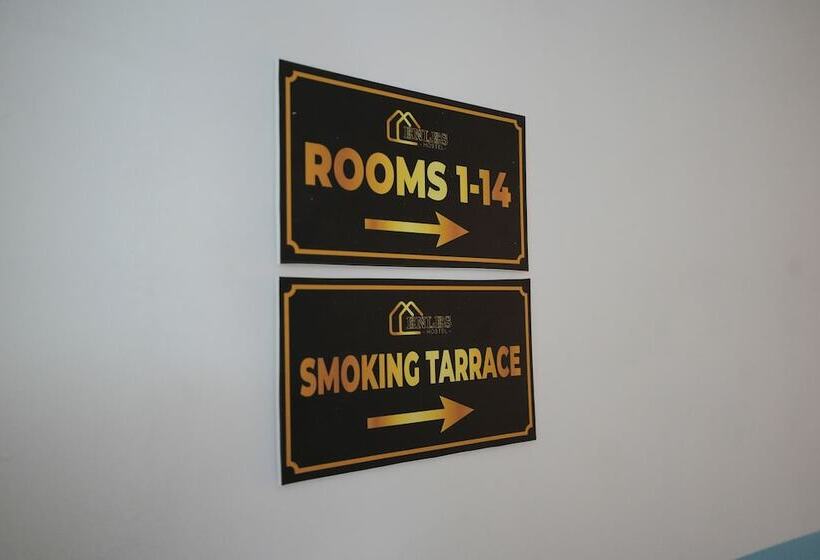 ENLES
HOSTEL
ROOMS 1-14
ENLES
- HOSTEL -
SMOKING TARRACE